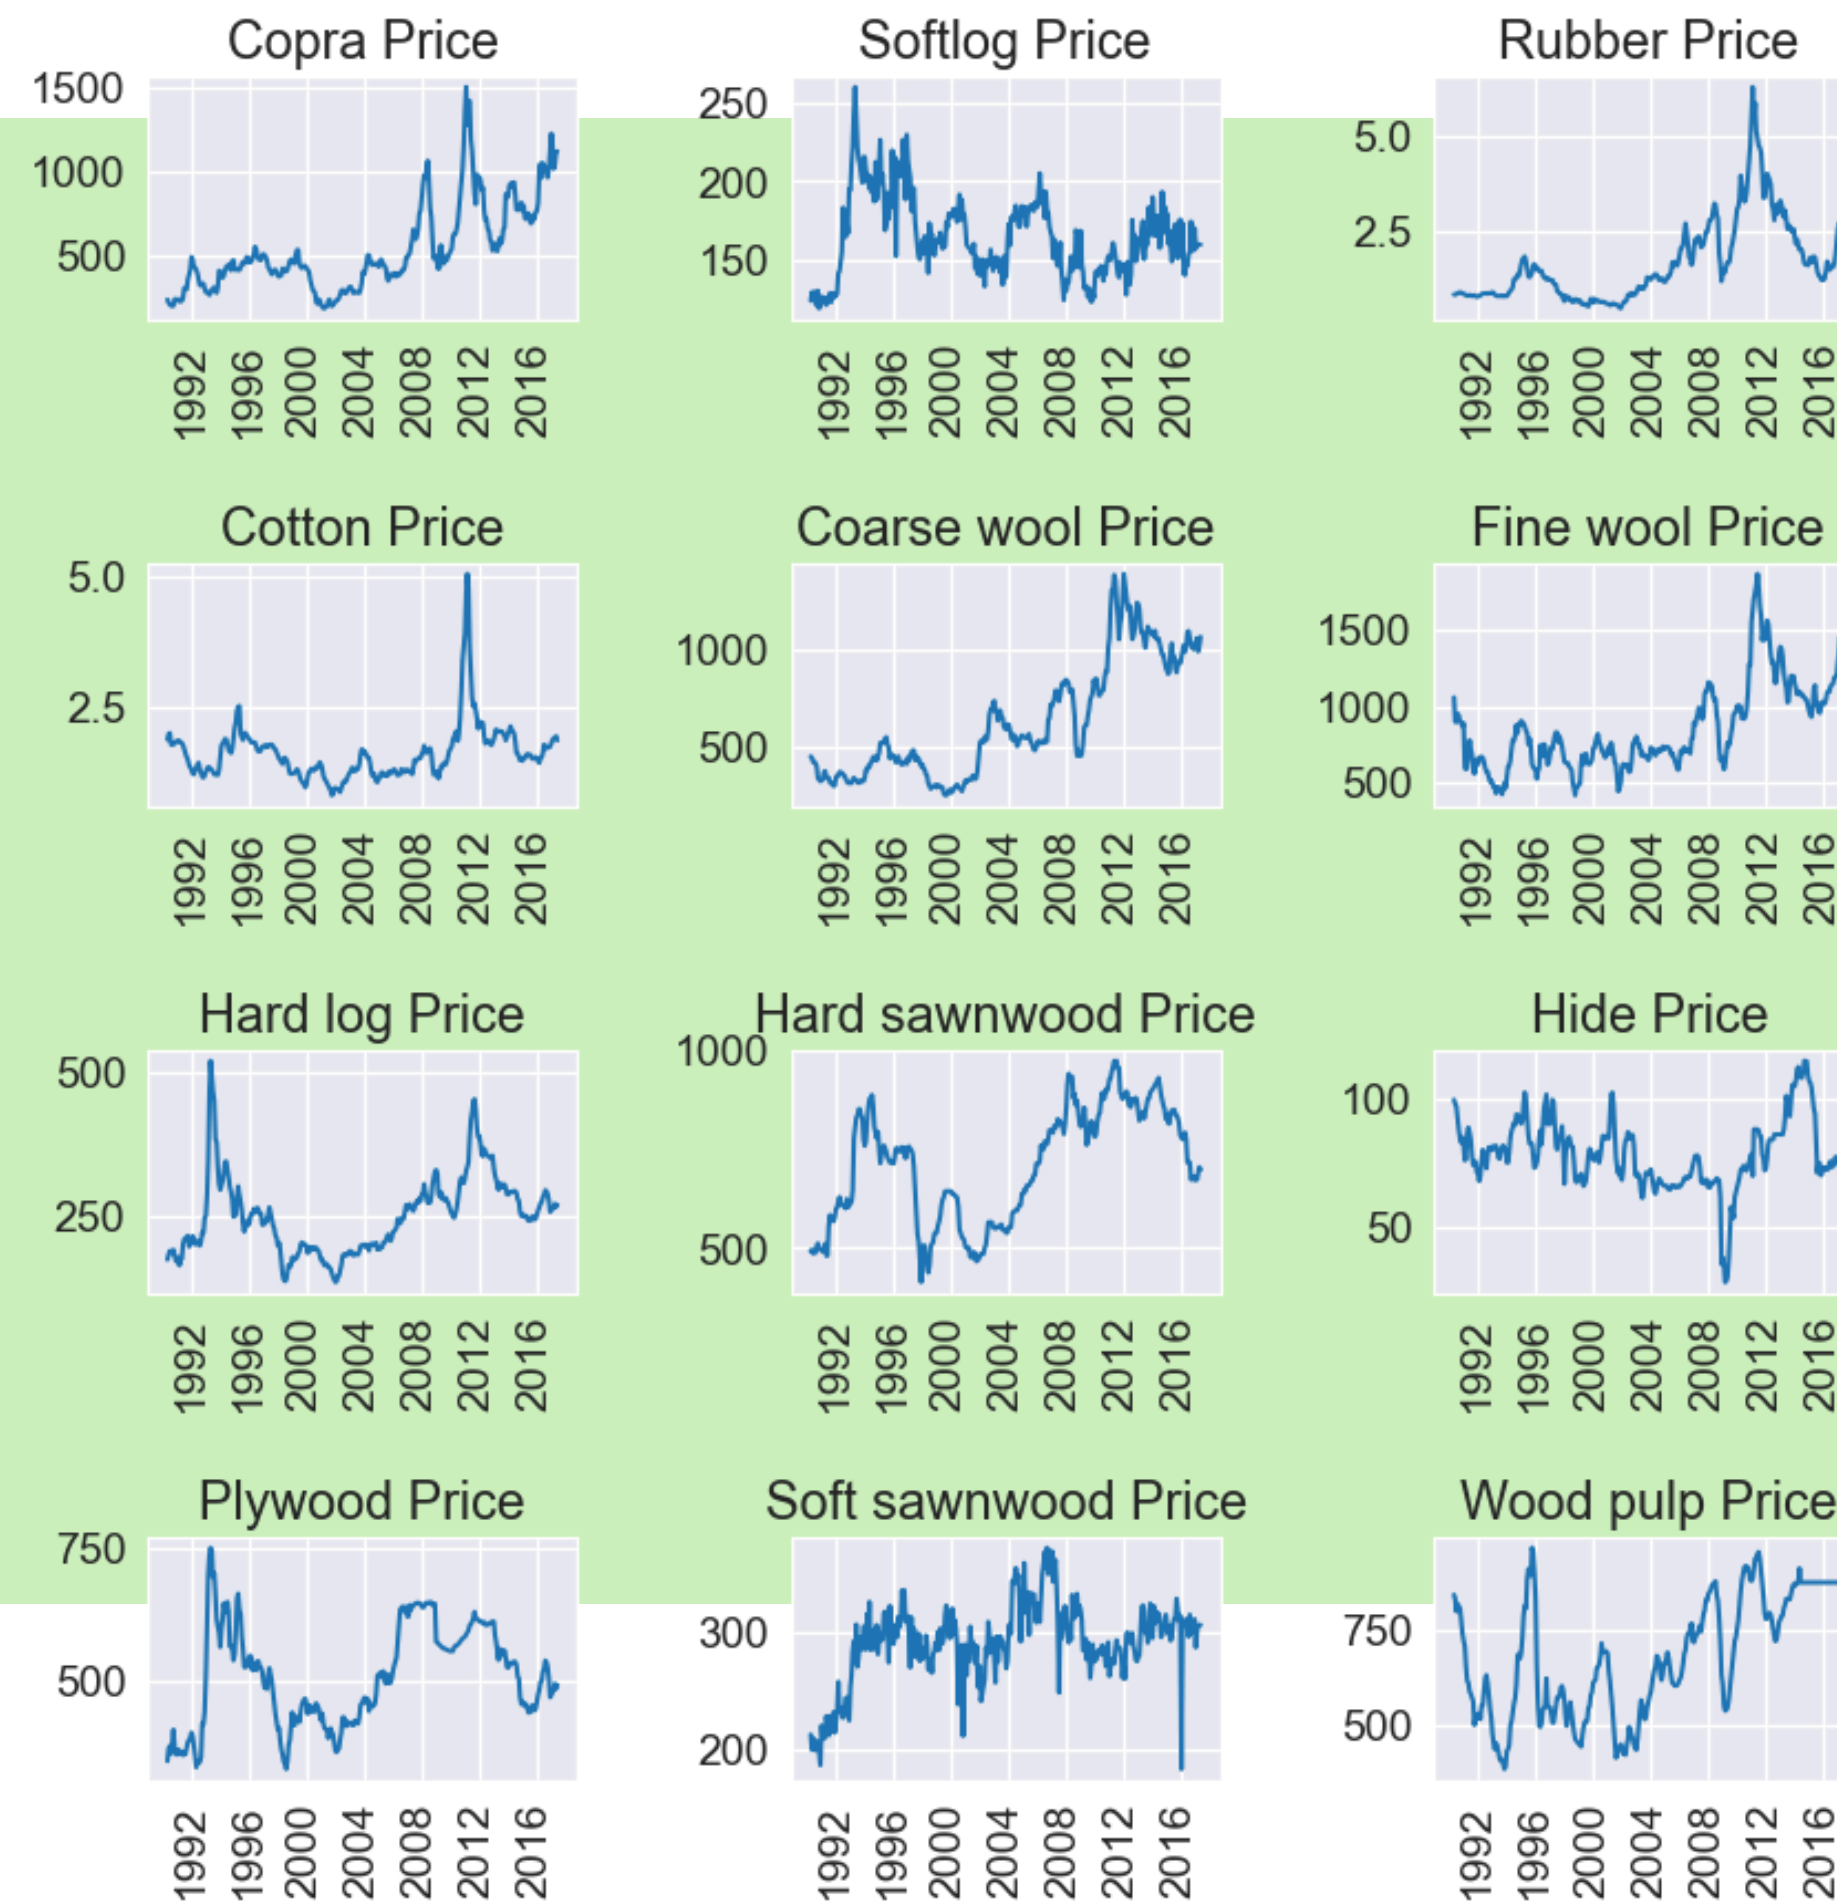 Copra Price
1500
1000
500
1992 1996 2000 2004 2008 2012 2016
Softlog Price
250
200
150
1992 1996 2000 2004 2008 2012 2016
Rubber Price
5.0
2.5
1992 1996 2000 2004 2008 2012 2016
Cotton Price
5.0
2.5
1992 1996 2000 2004 2008 2012 2016
Coarse wool Price
1000
500
1992 1996 2000 2004 2008 2012 2016
Fine wool Price
1500
1000
500
1992 1996 2000 2004 2008 2012 2016
Hard log Price
500
250
1992 1996 2000 2004 2008 2012 2016
Hard sawnwood Price
1000
500
1992 1996 2000 2004 2008 2012 2016
Hide Price
100
50
1992 1996 2000 2004 2008 2012 2016
Plywood Price
750
500
1992 1996 2000 2004 2008 2012 2016
Soft sawnwood Price
300
200
1992 1996 2000 2004 2008 2012 2016
Wood pulp Price
750
500
1992 1996 2000 2004 2008 2012 2016